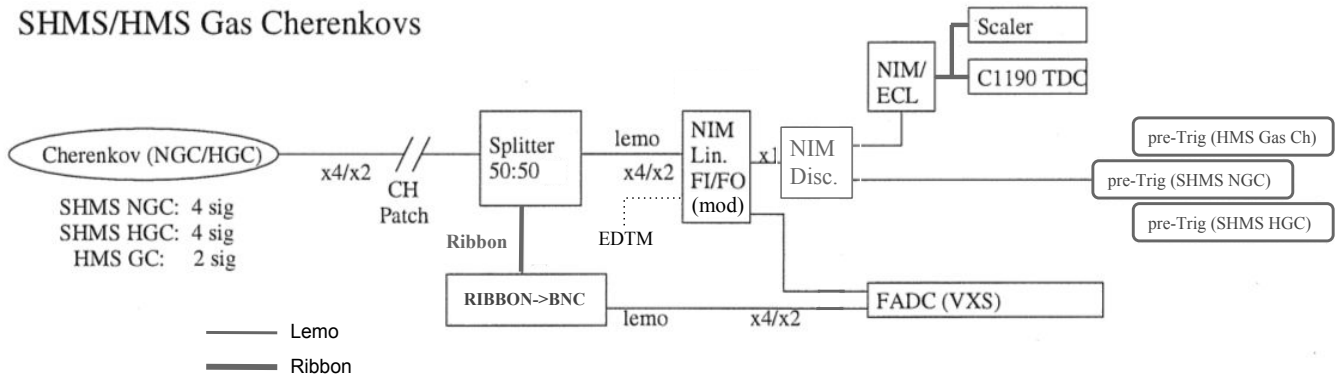 SHMS/HMS Gas Cherenkovs
Scaler
NIM/
ECL
C1190 TDC
Cherenkov (NGC/HGC)
x4/x2
CH
Patch
Splitter
50:50
lemo
x4/x2
NIM
Lin.
FI/FO
(mod)
x1
NIM
Disc.
pre-Trig (HMS Gas Ch)
pre-Trig (SHMS NGC)
pre-Trig (SHMS HGC)
SHMS NGC: 4 sig
SHMS HGC: 4 sig
HMS GC: 2 sig
EDTM
Ribbon
RIBBON->BNC
lemo
x4/x2
FADC (VXS)
Lemo
Ribbon